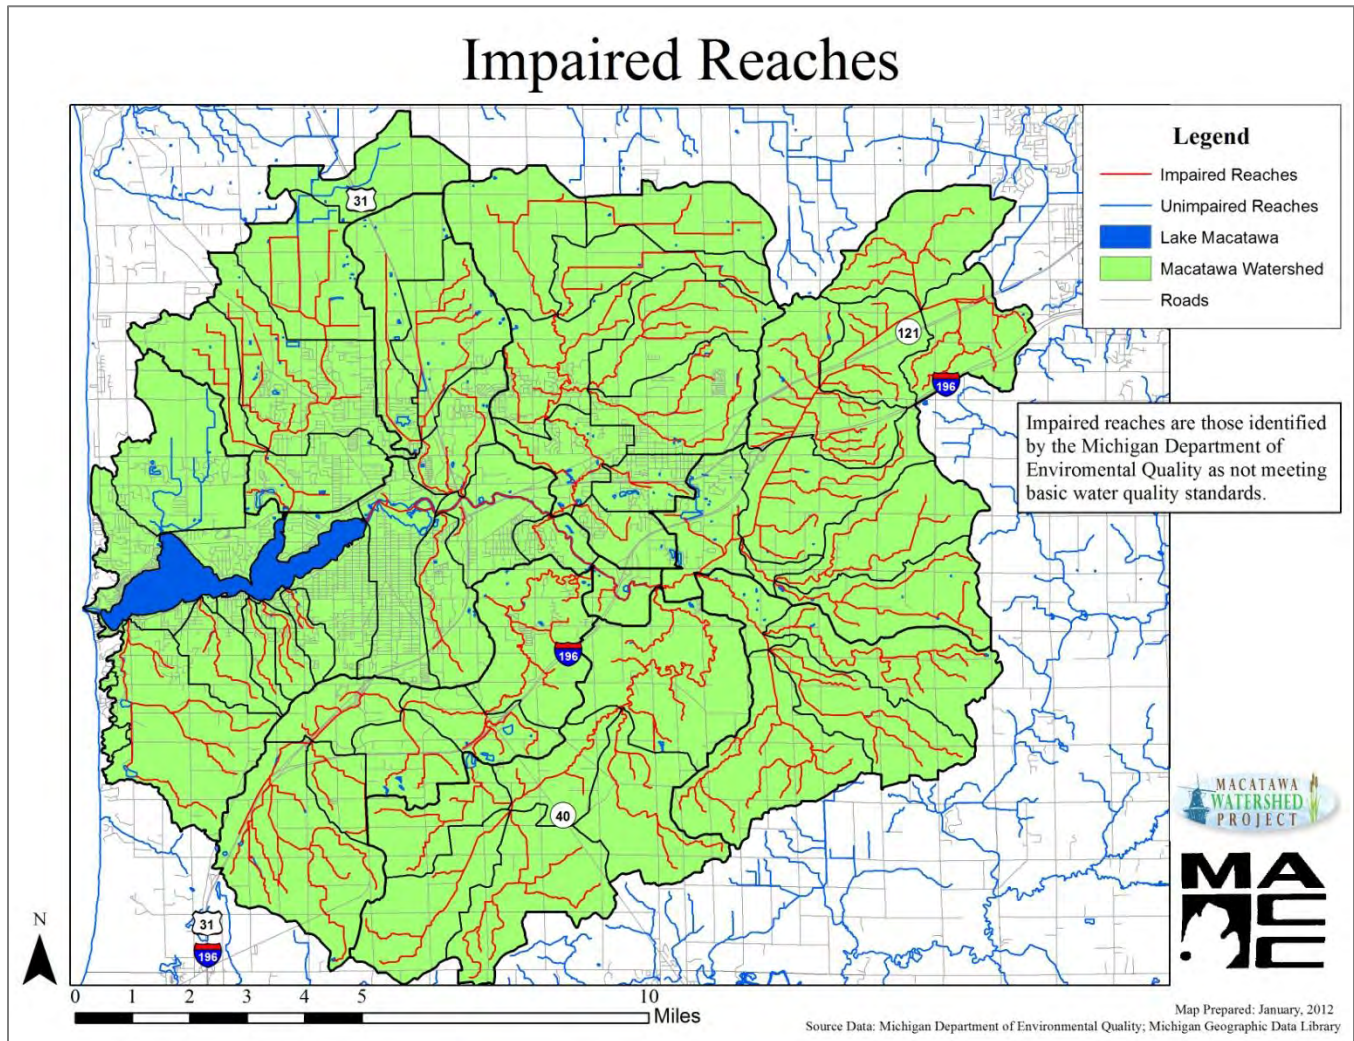 Impaired Reaches
Legend
Impaired Reaches
Unimpaired Reaches
Lake Macatawa
Macatawa Watershed
Roads
31
121
196
Impaired reaches are those identified
by the Michigan Department of
Enviromental Quality as not meeting
basic water quality standards.
196
40
31
196
MACATAWA
WATERSHED
PROJECT
MA
CC
N
0 1 2 3 4 5 10
Miles
Map Prepared: January, 2012
Source Data: Michigan Department of Environmental Quality; Michigan Geographic Data Library